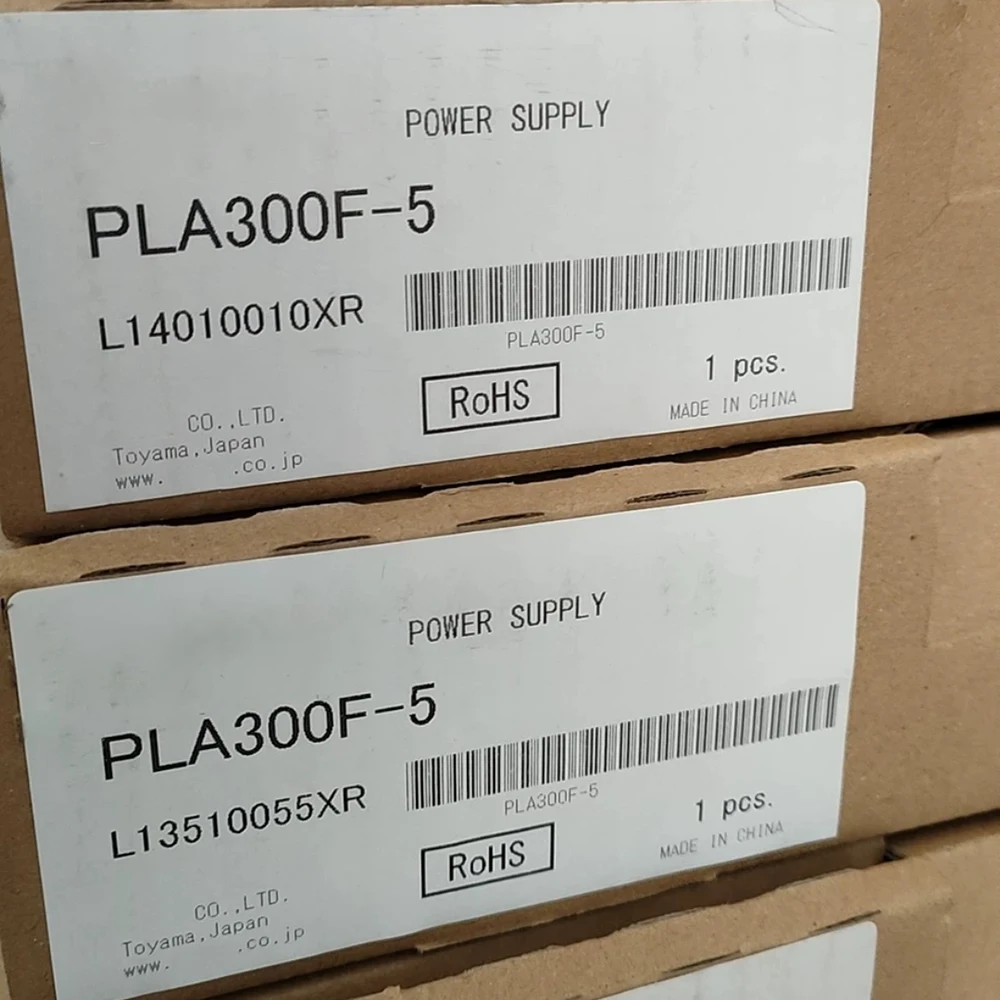 POWER SUPPLY
PLA300F-5
L14010010XR
PLA300F-5
RoHS
1 pcs.
MADE IN CHINA
CO.,LTD.
Toyama,Japan
www. .co.jp
POWER SUPPLY
PLA300F-5
L13510055XR
PLA300F-5
RoHS
1 pcs.
MADE IN CHINA
CO.,LTD.
Toyama,Japan
www. .co.jp